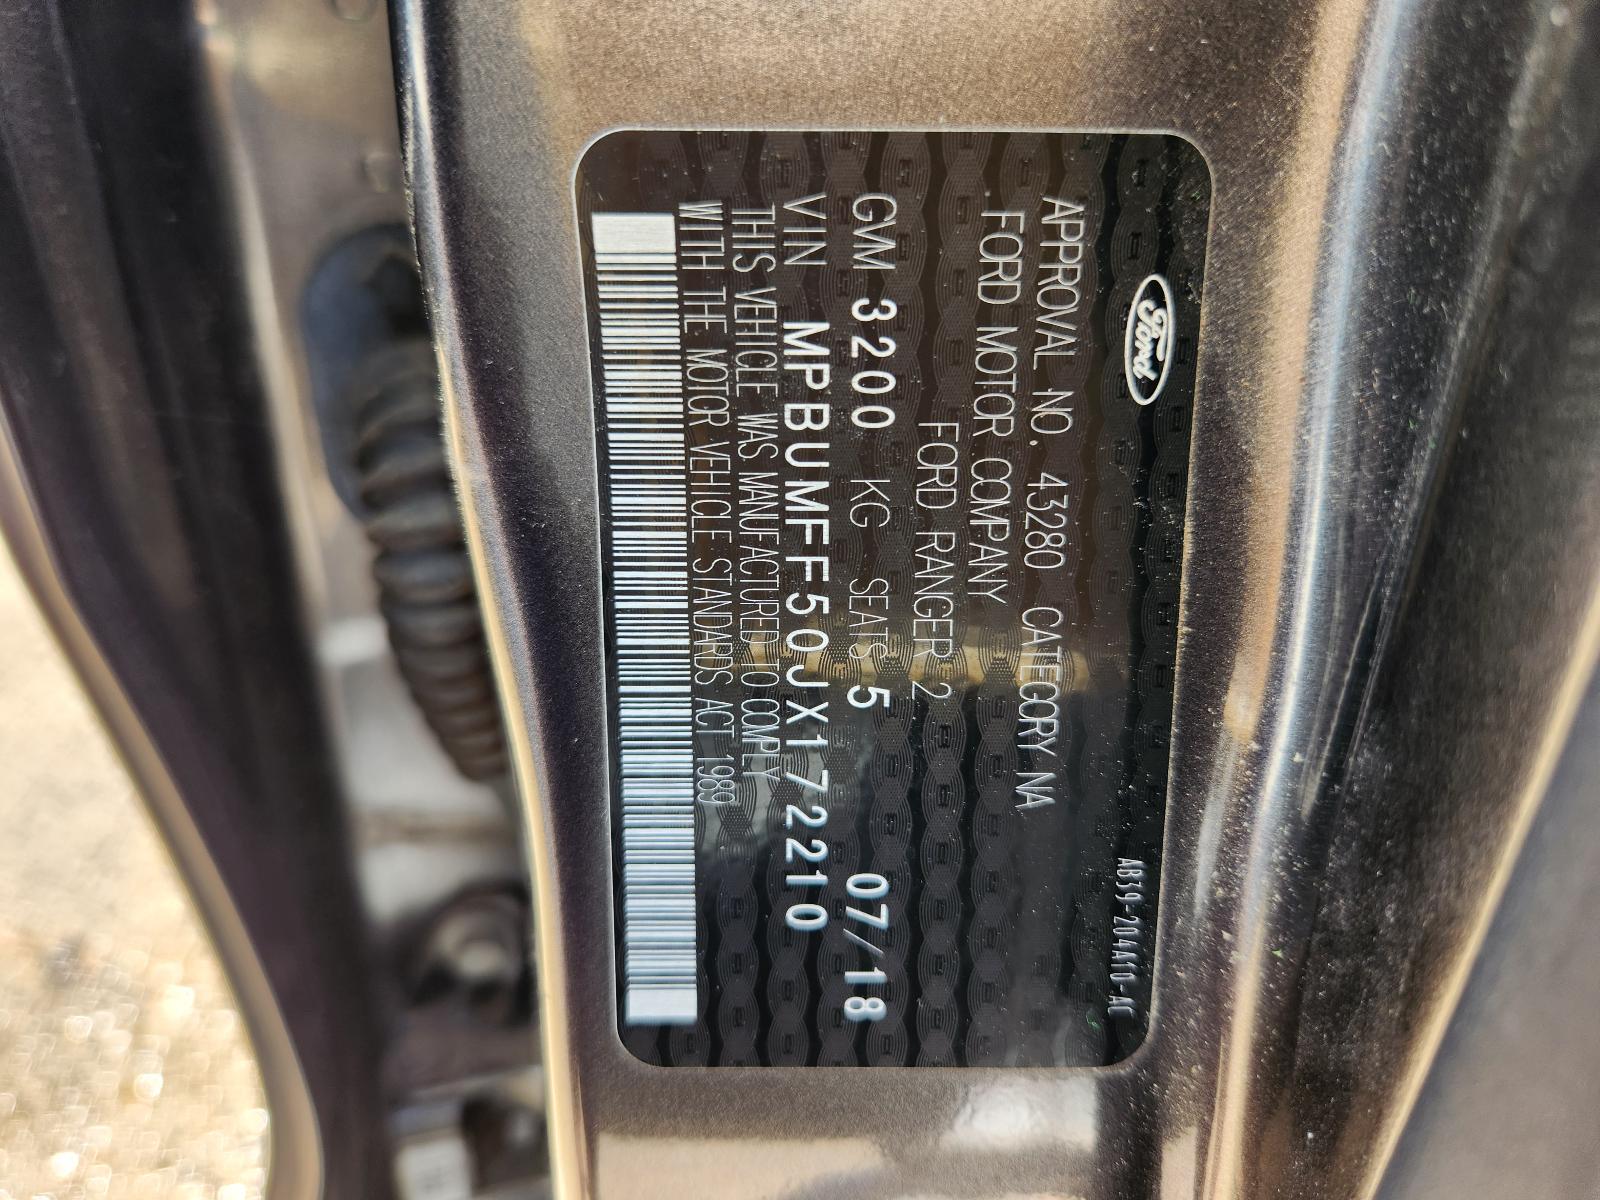 Ford
AB39-204A10-AC
APPROVAL NO. 43280 CATEGORY NA
FORD MOTOR COMPANY
FORD RANGER 2
GVM 3200 KG SEATS 5 07/18
VIN MPBUMFF50JX172210
THIS VEHICLE WAS MANUFACTURED TO COMPLY
WITH THE MOTOR VEHICLE STANDARDS ACT 1989